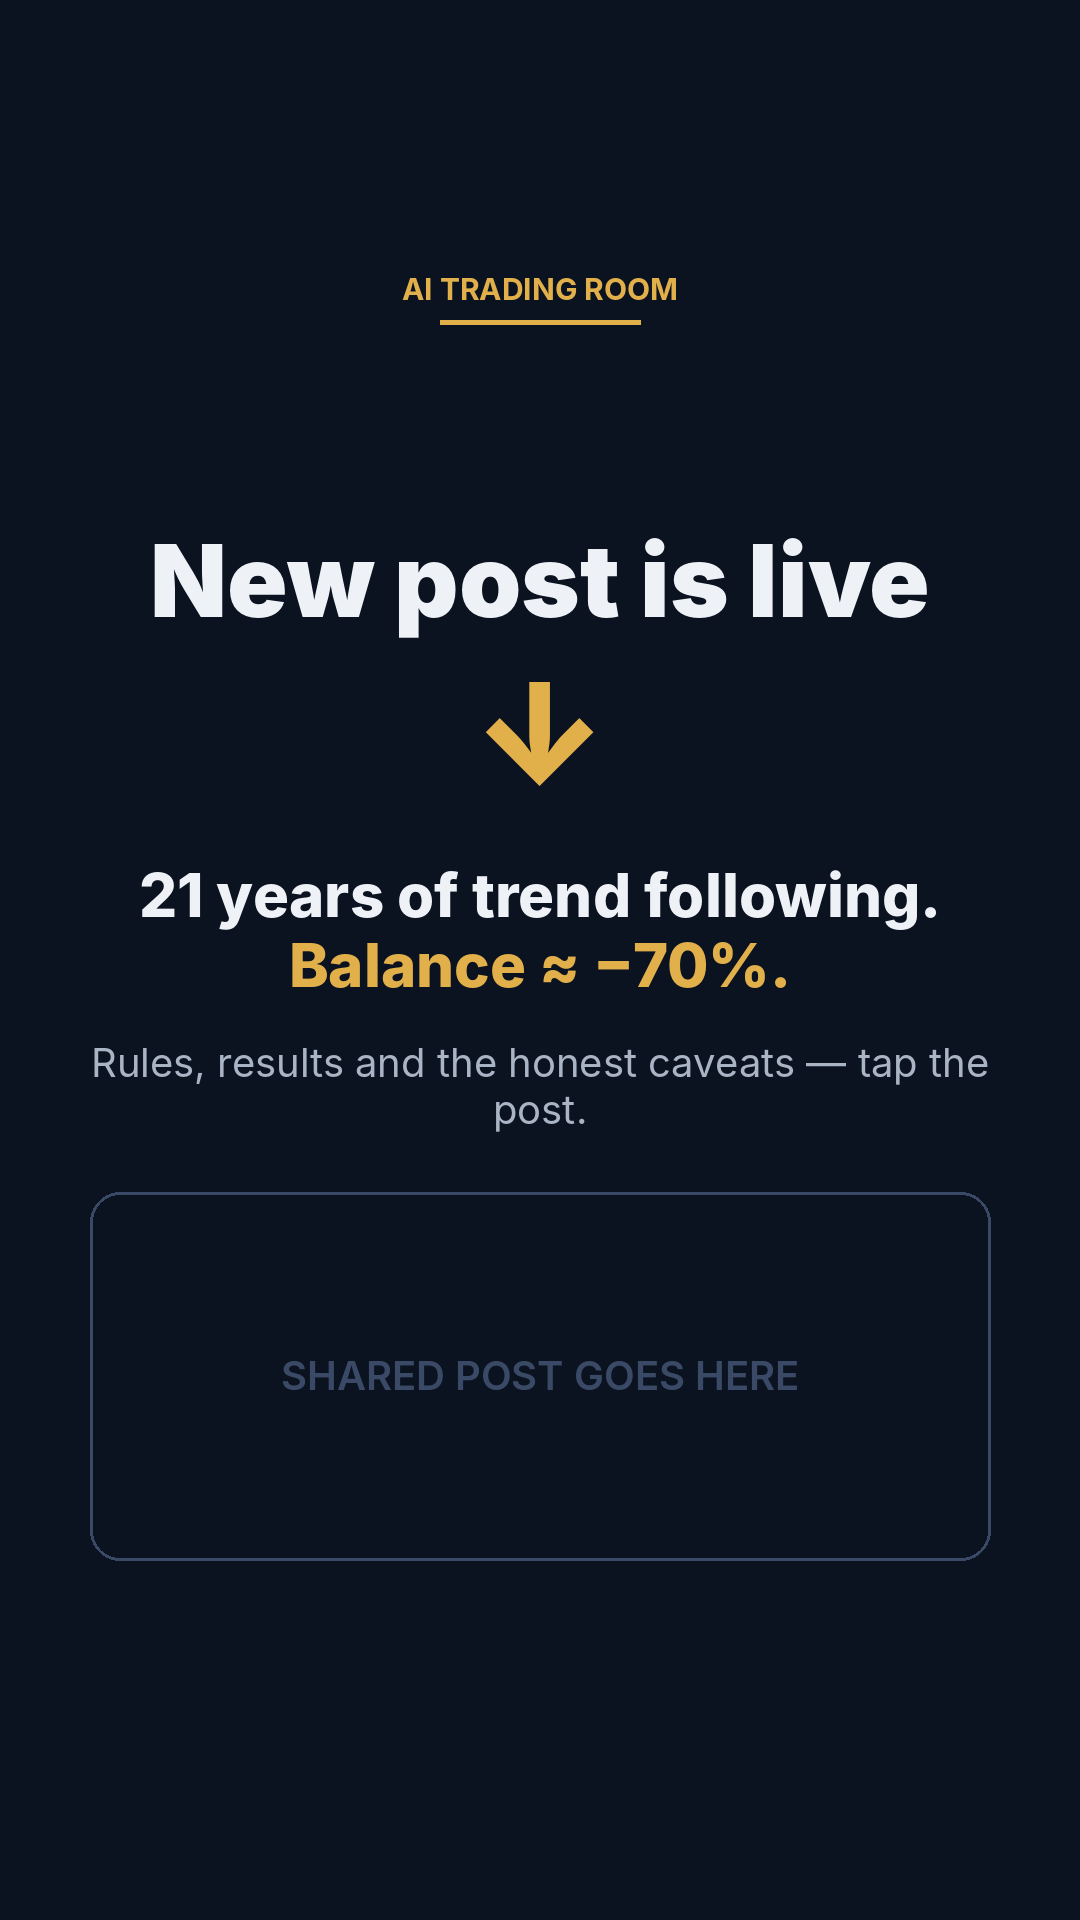 AI TRADING ROOM
New post is live
↓
21 years of trend following.
Balance ≈ −70%.
Rules, results and the honest caveats — tap the
post.
SHARED POST GOES HERE